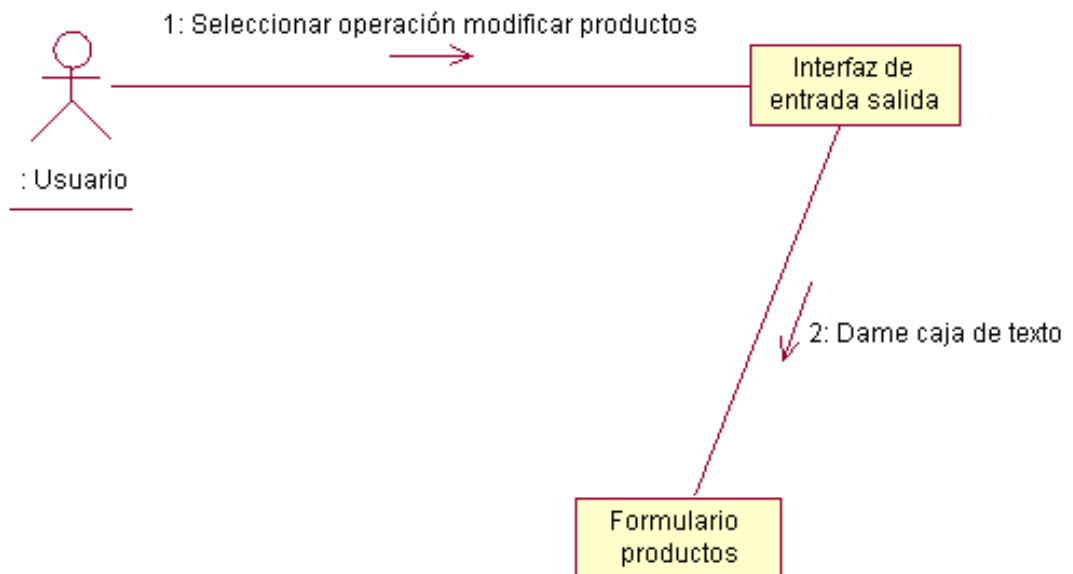 1: Seleccionar operación modificar productos
Interfaz de
entrada salida
: Usuario
2: Dame caja de texto
Formulario
productos